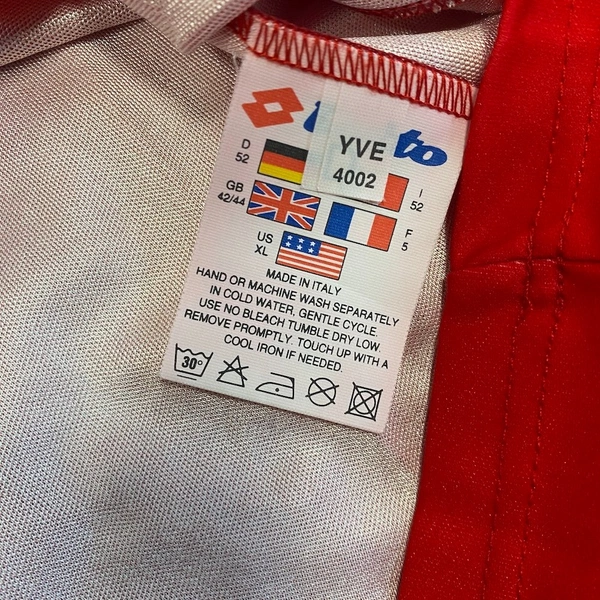 YVE
4002
D
52
GB
42/44
I
52
F
5
US
XL
MADE IN ITALY
HAND OR MACHINE WASH SEPARATELY
IN COLD WATER, GENTLE CYCLE.
USE NO BLEACH TUMBLE DRY LOW.
REMOVE PROMPTLY. TOUCH UP WITH A
COOL IRON IF NEEDED.
30°